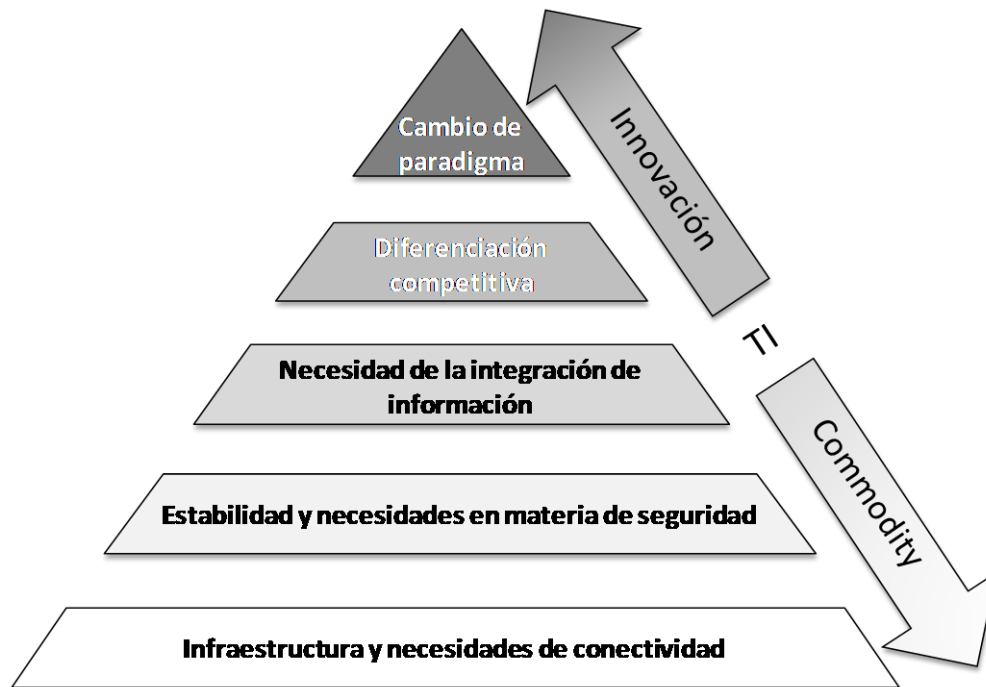 Cambio de
paradigma
Innovación
Diferenciación
competitiva
TI
Necesidad de la integración de
información
Commodity
Estabilidad y necesidades en materia de seguridad
Infraestructura y necesidades de conectividad